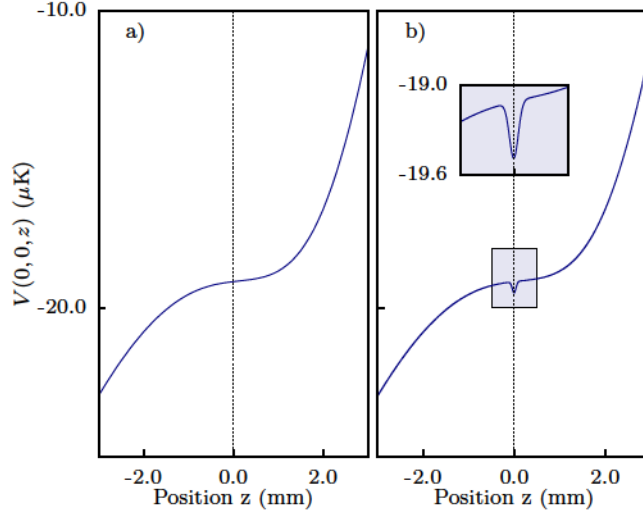 -10.0
a)
b)
-19.0
-19.6
V(0,0,z) (μK)
-20.0
-2.0 0.0 2.0 -2.0 0.0 2.0
Position z (mm) Position z (mm)